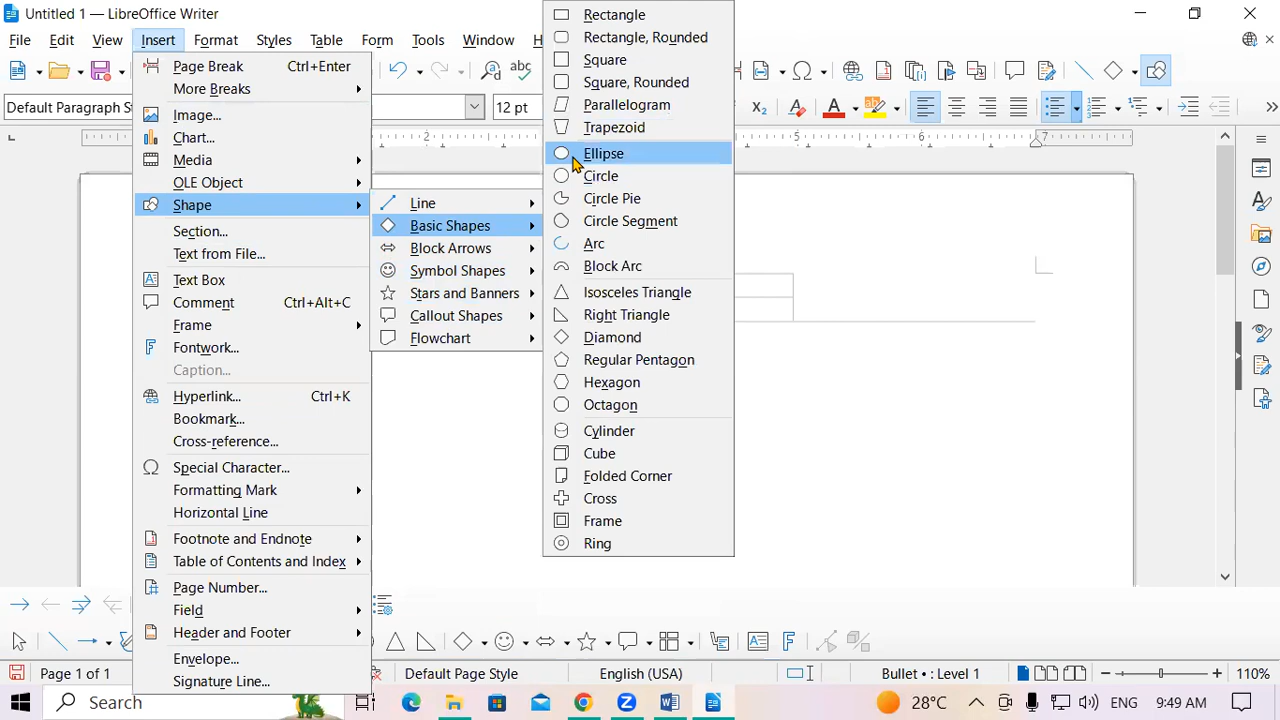 Untitled 1 — LibreOffice Writer
File Edit View Insert Format Styles Table Form Tools Window H
Default Paragraph St 12 pt
Page Break Ctrl+Enter
More Breaks
Image...
Chart...
Media
OLE Object
Shape
Section...
Text from File...
Text Box
Comment Ctrl+Alt+C
Frame
Fontwork...
Caption...
Hyperlink... Ctrl+K
Bookmark...
Cross-reference...
Special Character...
Formatting Mark
Horizontal Line
Footnote and Endnote
Table of Contents and Index
Page Number...
Field
Header and Footer
Envelope...
Signature Line...
Line
Basic Shapes
Block Arrows
Symbol Shapes
Stars and Banners
Callout Shapes
Flowchart
Rectangle
Rectangle, Rounded
Square
Square, Rounded
Parallelogram
Trapezoid
Ellipse
Circle
Circle Pie
Circle Segment
Arc
Block Arc
Isosceles Triangle
Right Triangle
Diamond
Regular Pentagon
Hexagon
Octagon
Cylinder
Cube
Folded Corner
Cross
Frame
Ring
2 5 6 7
Page 1 of 1 Default Page Style English (USA) Bullet • : Level 1 110%
Search 28°C ENG 9:49 AM